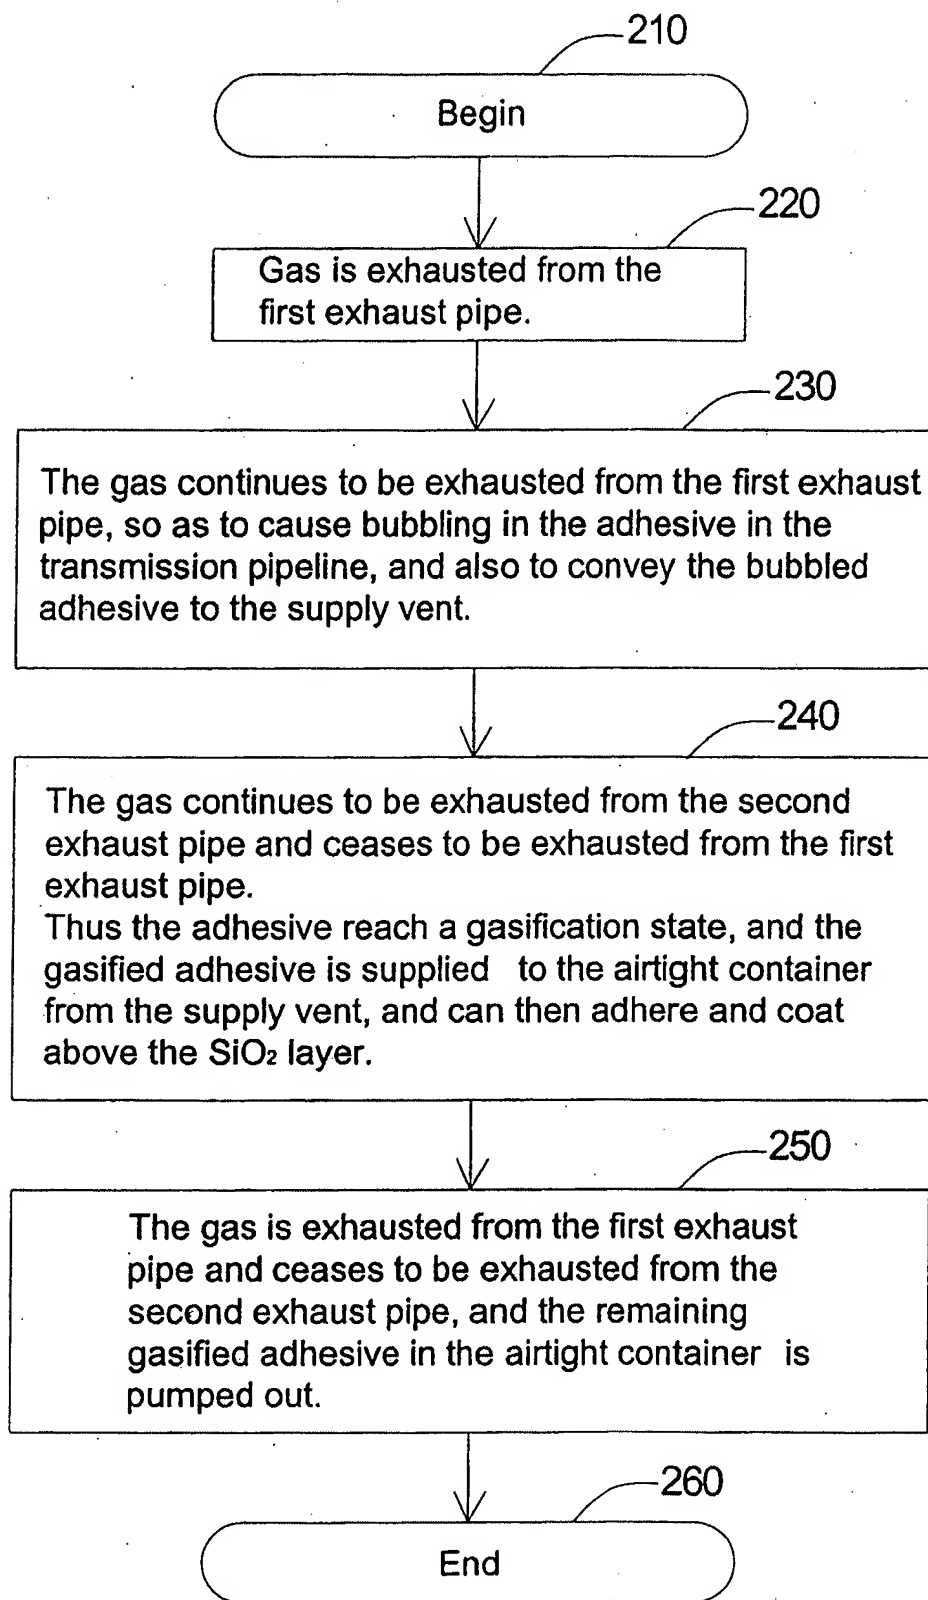 210
Begin
220
Gas is exhausted from the
first exhaust pipe.
230
The gas continues to be exhausted from the first exhaust
pipe, so as to cause bubbling in the adhesive in the
transmission pipeline, and also to convey the bubbled
adhesive to the supply vent.
240
The gas continues to be exhausted from the second
exhaust pipe and ceases to be exhausted from the first
exhaust pipe.
Thus the adhesive reach a gasification state, and the
gasified adhesive is supplied to the airtight container
from the supply vent, and can then adhere and coat
above the SiO₂ layer.
250
The gas is exhausted from the first exhaust
pipe and ceases to be exhausted from the
second exhaust pipe, and the remaining
gasified adhesive in the airtight container is
pumped out.
260
End